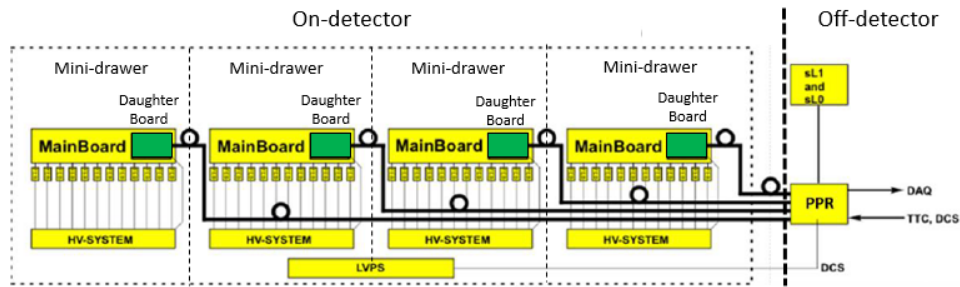 On-detector
Off-detector
Mini-drawer
Mini-drawer
Mini-drawer
Mini-drawer
Daughter
Board
Daughter
Board
Daughter
Board
Daughter
Board
MainBoard
MainBoard
MainBoard
MainBoard
HV-SYSTEM
HV-SYSTEM
HV-SYSTEM
HV-SYSTEM
LVPS
sL1
and
sL0
PPR
DAQ
TTC, DCS
DCS